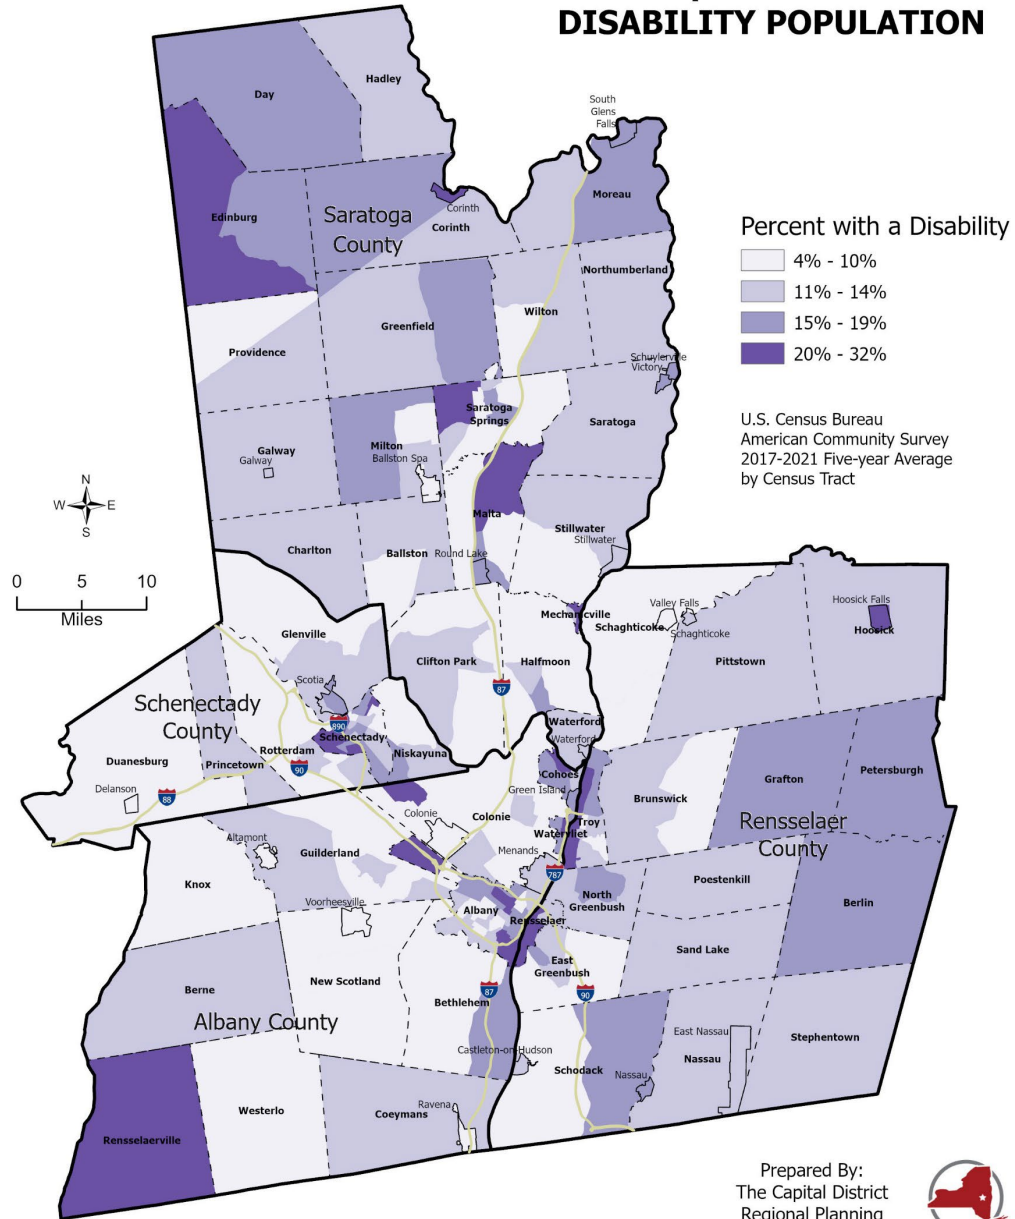 DISABILITY POPULATION
Hadley
Day
South
Glens
Falls
Moreau
Edinburg
Saratoga
County
Corinth
Corinth
Percent with a Disability
4% - 10%
11% - 14%
15% - 19%
20% - 32%
Northumberland
Wilton
Greenfield
Providence
Schuylerville
Victory
Saratoga
Springs
Saratoga
U.S. Census Bureau
American Community Survey
2017-2021 Five-year Average
by Census Tract
Milton
Galway
Galway
Ballston Spa
N
W E
S
Malta
Stillwater
Stillwater
Charlton
Ballston
Round Lake
0 5 10
Miles
Mechanicville
Valley Falls
Schaghticoke
Schaghticoke
Hoosick Falls
Hoosick
Glenville
Clifton Park
Halfmoon
Pittstown
Scotia
87
Schenectady
County
890
Schenectady
Waterford
Waterford
Niskayuna
Rotterdam
Duanesburg
Princetown
90
Delanson
88
Cohoes
Green Island
Brunswick
Grafton
Petersburgh
Colonie
Colonie
Troy
Watervliet
Rensselaer
County
Altamont
Guilderland
Menands
787
Knox
Poestenkill
Voorheesville
Albany
North
Greenbush
Berlin
Rensselaer
Sand Lake
East
Greenbush
New Scotland
Berne
87
90
Bethlehem
Albany County
East Nassau
Stephentown
Castleton-on-Hudson
Nassau
Schodack
Nassau
Ravena
Westerlo
Coeymans
Rensselaerville
Prepared By:
The Capital District
Regional Planning